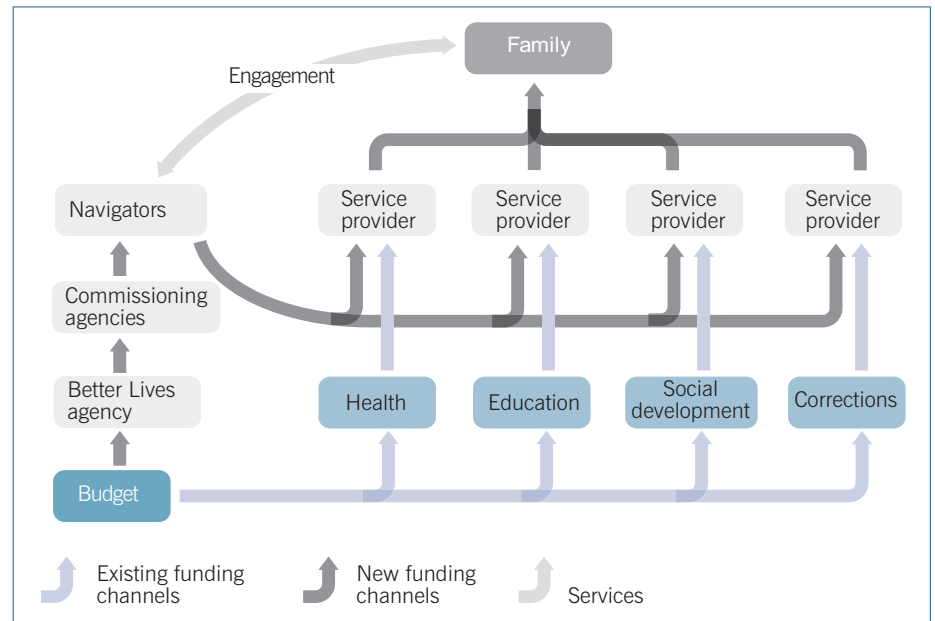 Family
Engagement
Navigators
Service
provider
Service
provider
Service
provider
Service
provider
Commissioning
agencies
Better Lives
agency
Health
Education
Social
development
Corrections
Budget
Existing funding
channels
New funding
channels
Services